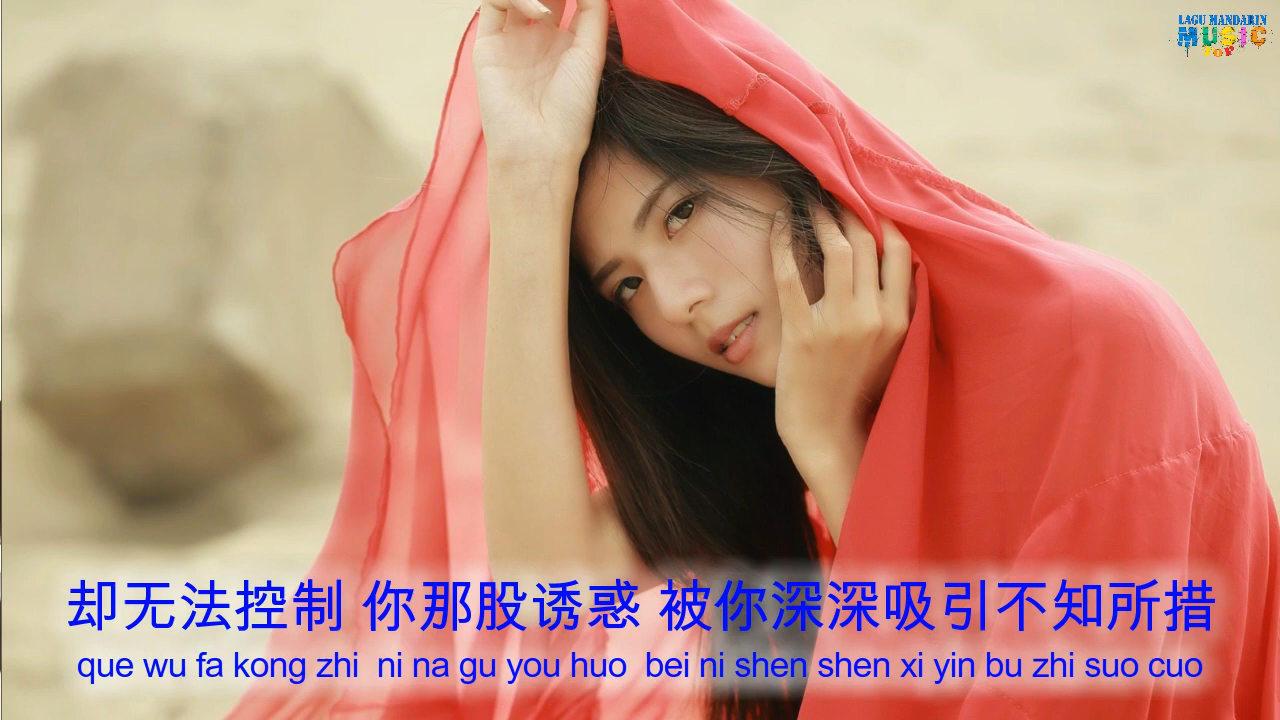 LAGU MANDARIN
MUSIC
POP
却无法控制 你那股诱惑 被你深深吸引不知所措
que wu fa kong zhi  ni na gu you huo  bei ni shen shen xi yin bu zhi suo cuo